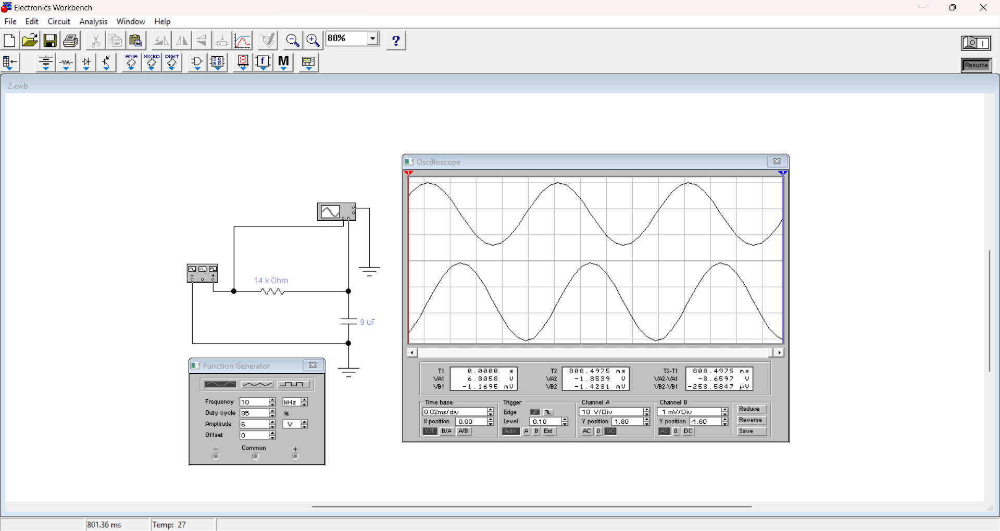 Electronics Workbench
File Edit Circuit Analysis Window Help
80% ?
ANA MIXED DIGIT f M
Resume
2.ewb
Oscilloscope
1 2
14 k Ohm
9 uF
T1 0.0000 s T2 808.4975 ms T2-T1 808.4975 ms
VA1 6.8058 V VA2 -1.8539 V VA2-VA1 -8.6597 V
VB1 -1.1695 mV VB2 -1.4231 mV VB2-VB1 -253.5847 µV
Time base Trigger Channel A Channel B
0.02ms/div Edge 10 V/Div 1 mV/Div Reduce
X position 0.00 Level 0.10 Y position 1.80 Y position -1.60 Reverse
Y/T B/A A/B Auto A B Ext AC 0 DC AC 0 DC Save
Function Generator
Frequency 10 kHz
Duty cycle 85 %
Amplitude 6 V
Offset 0
− Common +
801.36 ms Temp: 27